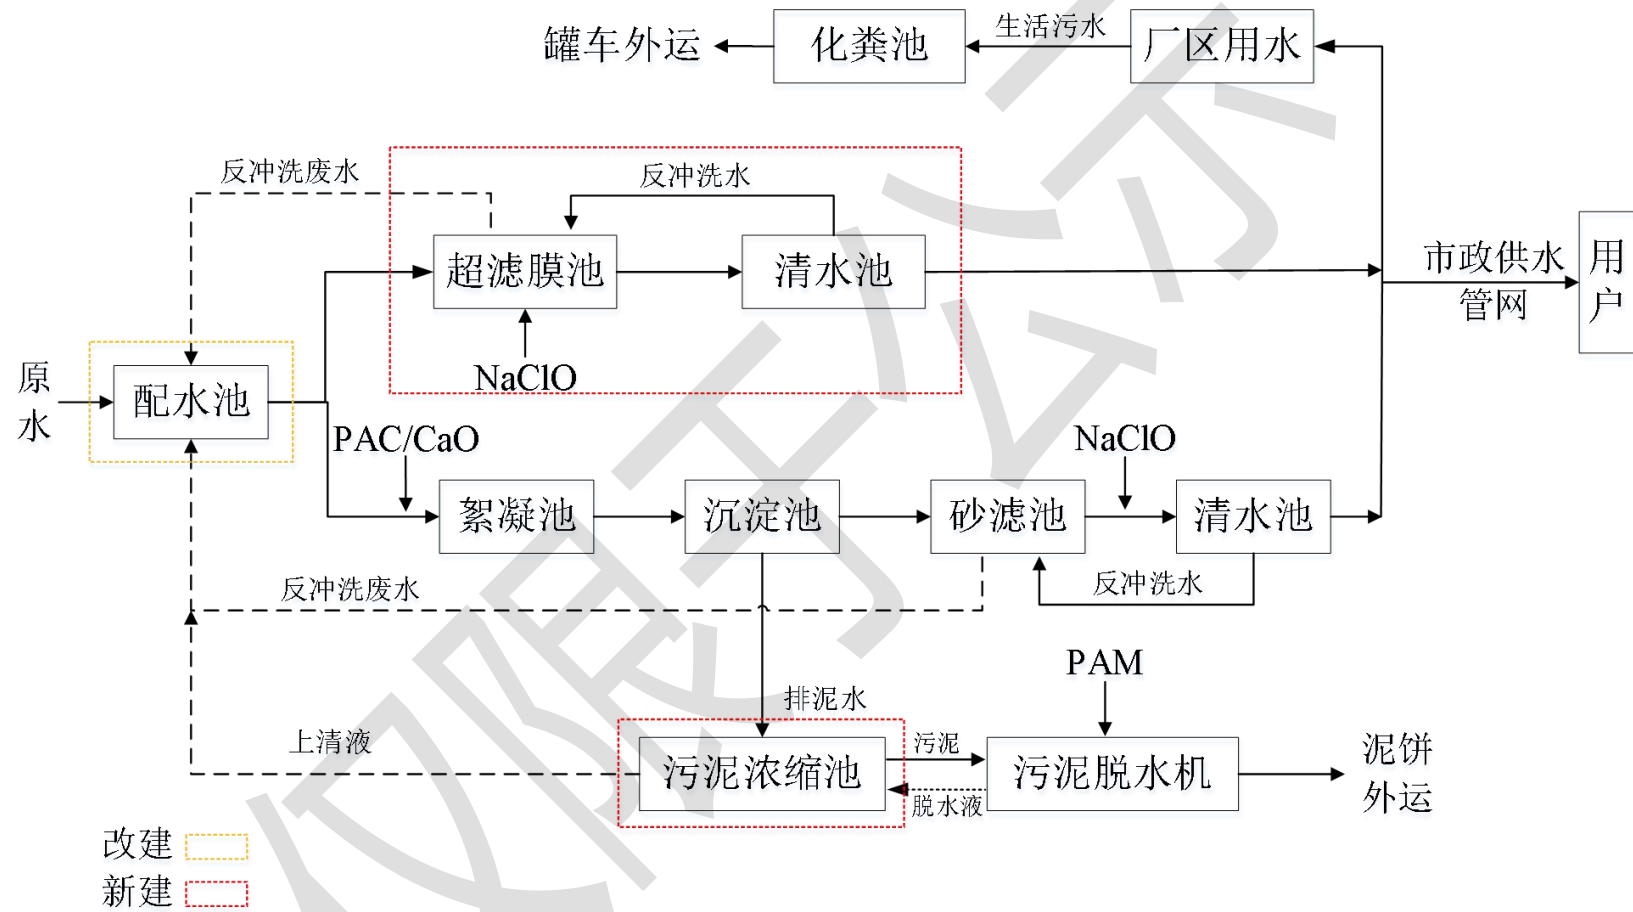 罐车外运
化粪池
生活污水
厂区用水
反冲洗废水
反冲洗水
超滤膜池
清水池
NaClO
市政供水
管网
用
户
原
水
配水池
PAC/CaO
NaClO
絮凝池
沉淀池
砂滤池
清水池
反冲洗废水
反冲洗水
PAM
排泥水
上清液
污泥浓缩池
污泥
脱水液
污泥脱水机
泥饼
外运
改建
新建
仅限于公示